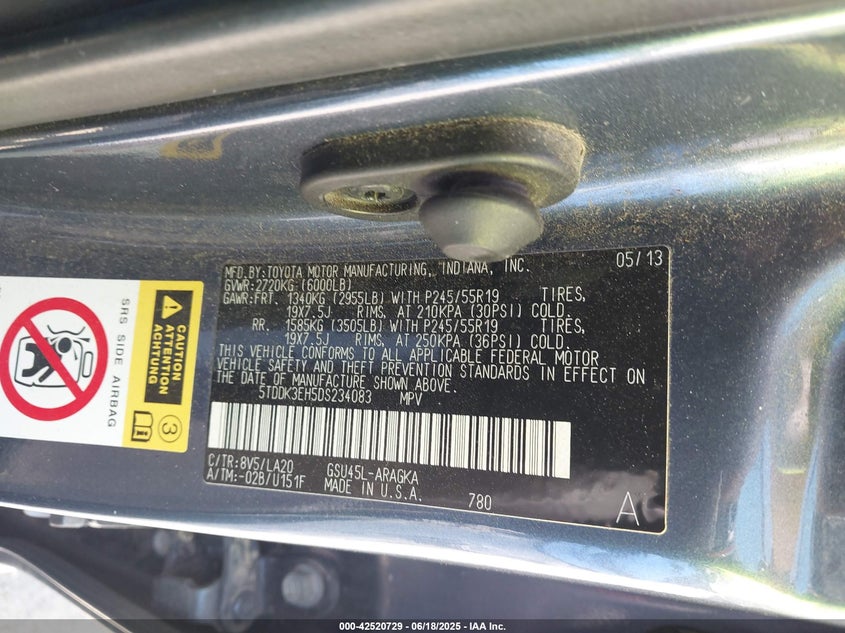 MFD.BY:TOYOTA MOTOR MANUFACTURING, INDIANA, INC. 05/13
GVWR:2720KG (6000LB)
GAWR:FRT. 1340KG (2955LB) WITH P245/55R19 TIRES,
19X7.5J RIMS, AT 210KPA (30PSI) COLD.
RR. 1585KG (3505LB) WITH P245/55R19 TIRES,
19X7.5J RIMS, AT 250KPA (36PSI) COLD.
THIS VEHICLE CONFORMS TO ALL APPLICABLE FEDERAL MOTOR
VEHICLE SAFETY AND THEFT PREVENTION STANDARDS IN EFFECT ON
THE DATE OF MANUFACTURE SHOWN ABOVE.
5TDDK3EH5DS234083 MPV
C/TR:8V5/LA20 GSU45L-ARAGKA
A/TM:-02B/U151F MADE IN U.S.A. 780 A
SRS SIDE AIRBAG
CAUTION
ATTENTION
ACHTUNG
3
000-42520729 - 06/18/2025 - IAA Inc.